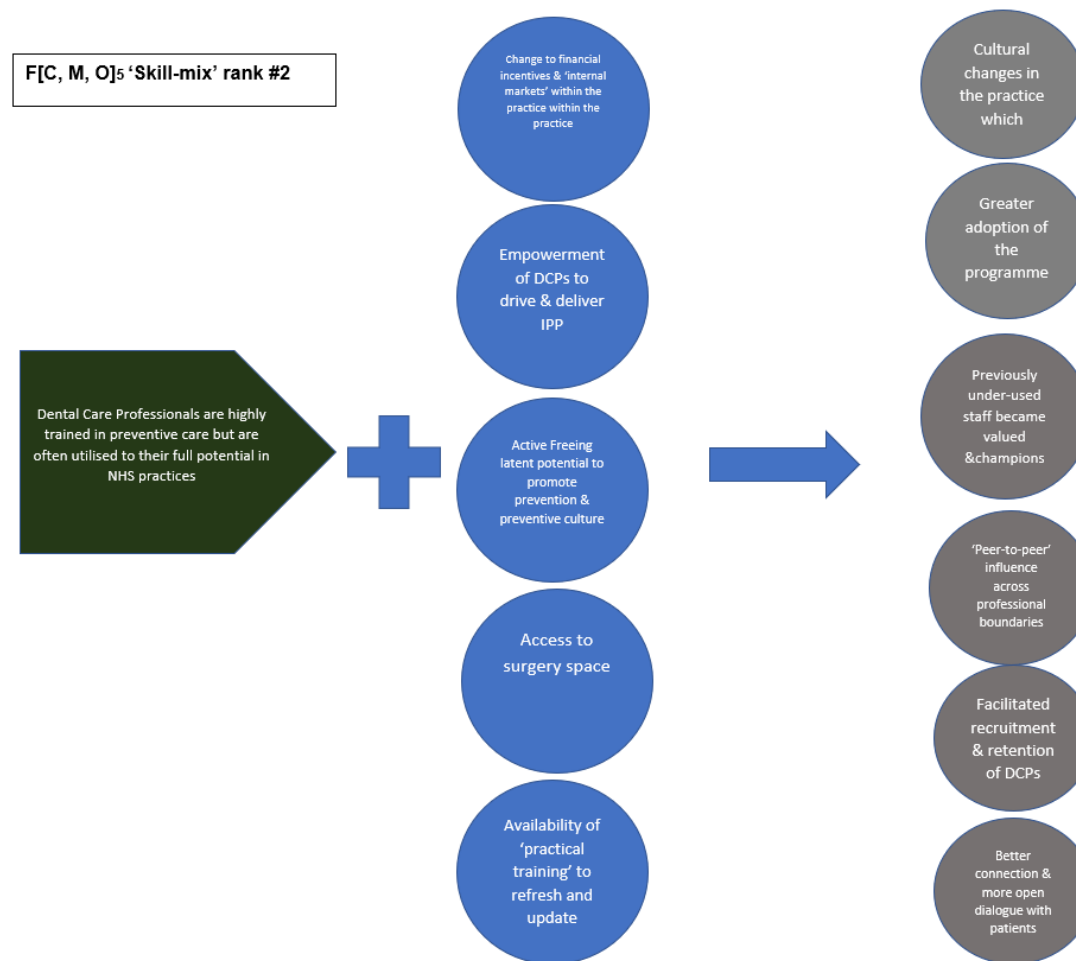 F[C, M, O]5 ‘Skill-mix’ rank #2
Dental Care Professionals are highly
trained in preventive care but are
often utilised to their full potential in
NHS practices
Change to financial
incentives & ‘internal
markets’ within the
practice within the
practice
Empowerment
of DCPs to
drive & deliver
IPP
Active Freeing
latent potential to
promote
prevention &
preventive culture
Access to
surgery space
Availability of
‘practical
training’ to
refresh and
update
Cultural
changes in
the practice
which
Greater
adoption of
the
programme
Previously
under-used
staff became
valued
&champions
‘Peer-to-peer’
influence
across
professional
boundaries
Facilitated
recruitment
& retention
of DCPs
Better
connection &
more open
dialogue with
patients